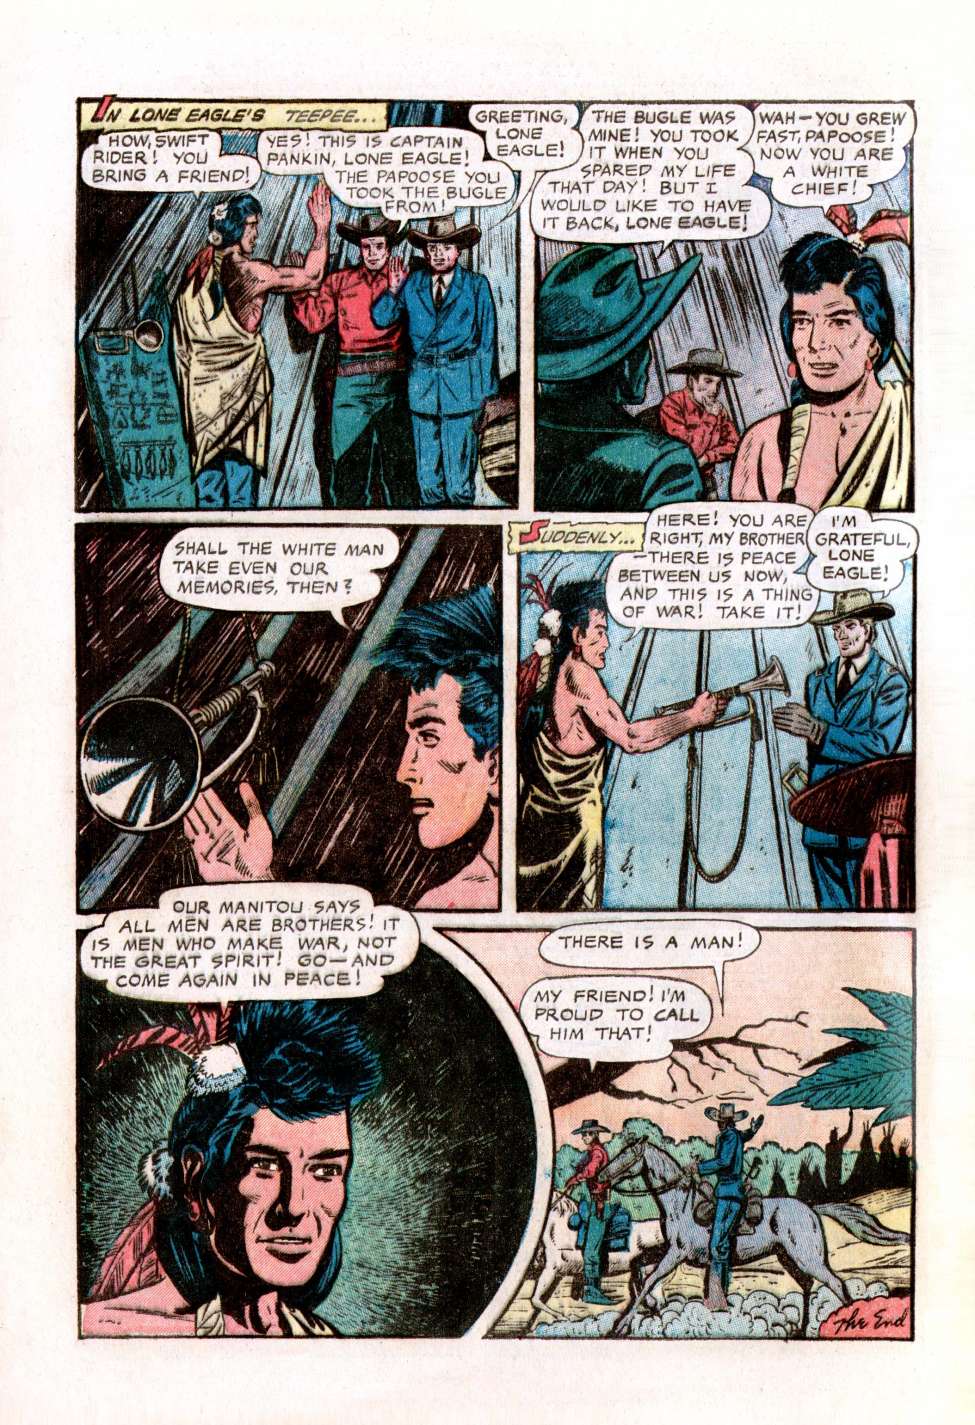 IN LONE EAGLE'S TEEPEE...
HOW, SWIFT
RIDER! YOU
BRING A FRIEND!
YES! THIS IS CAPTAIN
PANKIN, LONE EAGLE!
THE PAPOOSE YOU
TOOK THE BUGLE
FROM!
GREETING,
LONE
EAGLE!
THE BUGLE WAS
MINE! YOU TOOK
IT WHEN YOU
SPARED MY LIFE
THAT DAY! BUT I
WOULD LIKE TO HAVE
IT BACK, LONE EAGLE!
WAH-YOU GREW
FAST, PAPOOSE!
NOW YOU ARE
A WHITE
CHIEF!
SHALL THE WHITE MAN
TAKE EVEN OUR
MEMORIES, THEN?
SUDDENLY...
HERE! YOU ARE
RIGHT, MY BROTHER
-THERE IS PEACE
BETWEEN US NOW,
AND THIS IS A THING
OF WAR! TAKE IT!
I'M
GRATEFUL,
LONE
EAGLE!
OUR MANITOU SAYS
ALL MEN ARE BROTHERS! IT
IS MEN WHO MAKE WAR, NOT
THE GREAT SPIRIT! GO-AND
COME AGAIN IN PEACE!
THERE IS A MAN!
MY FRIEND! I'M
PROUD TO CALL
HIM THAT!
The End